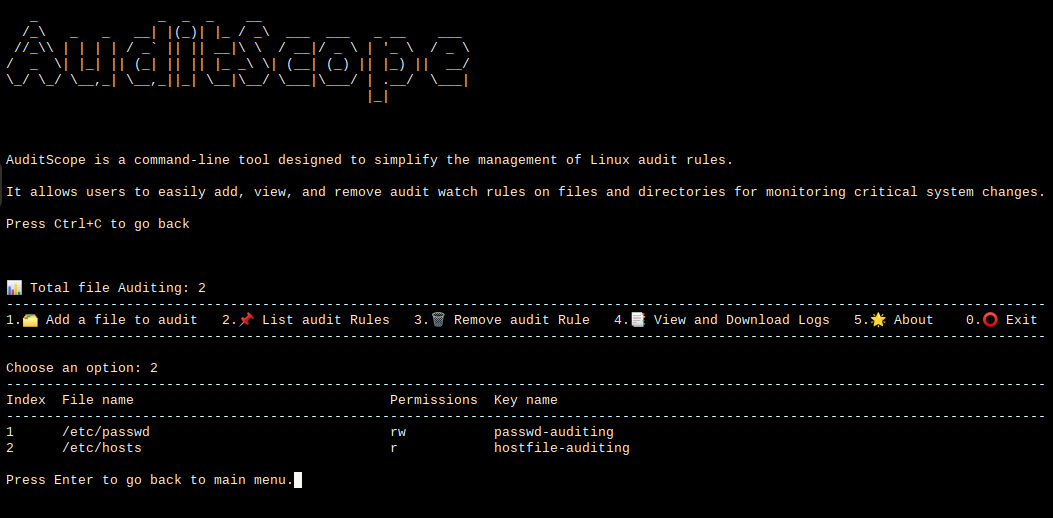 AuditScope
AuditScope is a command-line tool designed to simplify the management of Linux audit rules.
It allows users to easily add, view, and remove audit watch rules on files and directories for monitoring critical system changes.
Press Ctrl+C to go back
📊 Total file Auditing: 2
1.🗂️ Add a file to audit   2.📌 List audit Rules   3.🗑️ Remove audit Rule   4.📑 View and Download Logs   5.🌟 About    0.⭕ Exit
Choose an option: 2
Index  File name                                Permissions  Key name
1      /etc/passwd                              rw           passwd-auditing
2      /etc/hosts                               r            hostfile-auditing
Press Enter to go back to main menu.